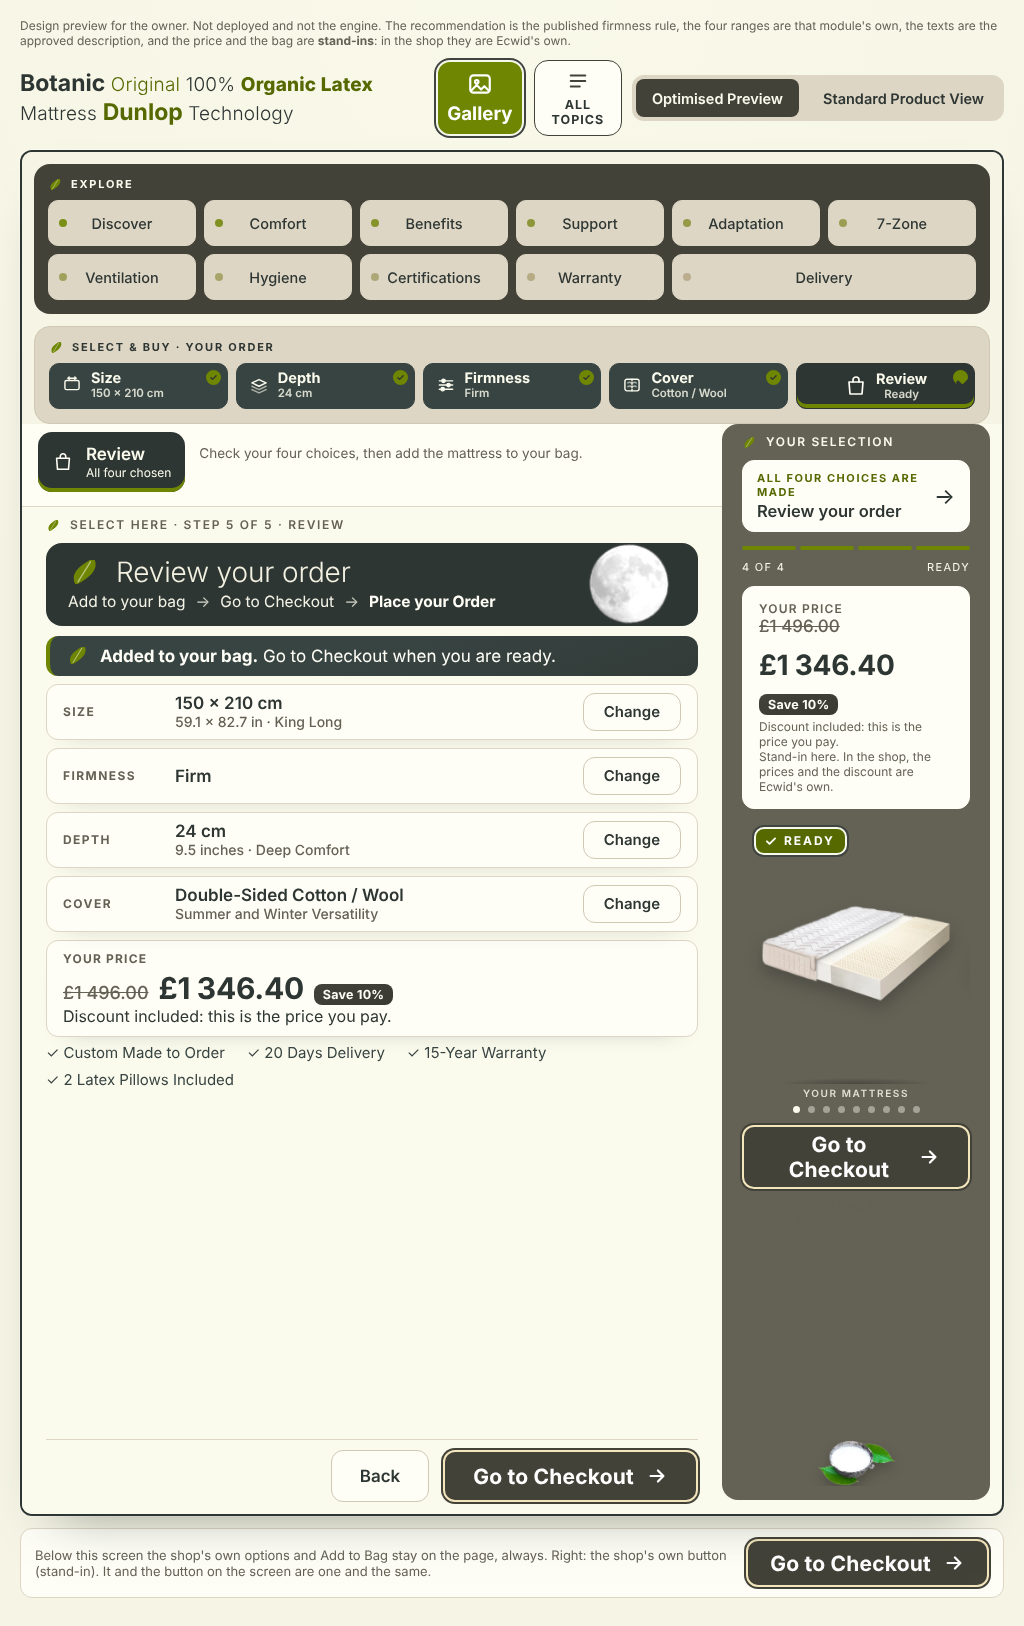 Design preview for the owner. Not deployed and not the engine. The recommendation is the published firmness rule, the four ranges are that module's own, the texts are the
approved description, and the price and the bag are stand-ins: in the shop they are Ecwid's own.
Botanic Original 100% Organic Latex
Mattress Dunlop Technology
Gallery
ALL
TOPICS
Optimised Preview
Standard Product View
EXPLORE
Discover
Comfort
Benefits
Support
Adaptation
7-Zone
Ventilation
Hygiene
Certifications
Warranty
Delivery
SELECT & BUY · YOUR ORDER
Size
150 × 210 cm
Depth
24 cm
Firmness
Firm
Cover
Cotton / Wool
Review
Ready
Review
All four chosen
Check your four choices, then add the mattress to your bag.
SELECT HERE · STEP 5 OF 5 · REVIEW
Review your order
Add to your bag → Go to Checkout → Place your Order
Added to your bag. Go to Checkout when you are ready.
SIZE
150 × 210 cm
59.1 × 82.7 in · King Long
Change
FIRMNESS
Firm
Change
DEPTH
24 cm
9.5 inches · Deep Comfort
Change
COVER
Double-Sided Cotton / Wool
Summer and Winter Versatility
Change
YOUR PRICE
£1 496.00 £1 346.40 Save 10%
Discount included: this is the price you pay.
✓ Custom Made to Order ✓ 20 Days Delivery ✓ 15-Year Warranty
✓ 2 Latex Pillows Included
Back
Go to Checkout →
YOUR SELECTION
ALL FOUR CHOICES ARE
MADE
Review your order
→
4 OF 4
READY
YOUR PRICE
£1 496.00
£1 346.40
Save 10%
Discount included: this is the
price you pay.
Stand-in here. In the shop, the
prices and the discount are
Ecwid's own.
✓ READY
YOUR MATTRESS
Go to
Checkout
→
Below this screen the shop's own options and Add to Bag stay on the page, always. Right: the shop's own button
(stand-in). It and the button on the screen are one and the same.
Go to Checkout →